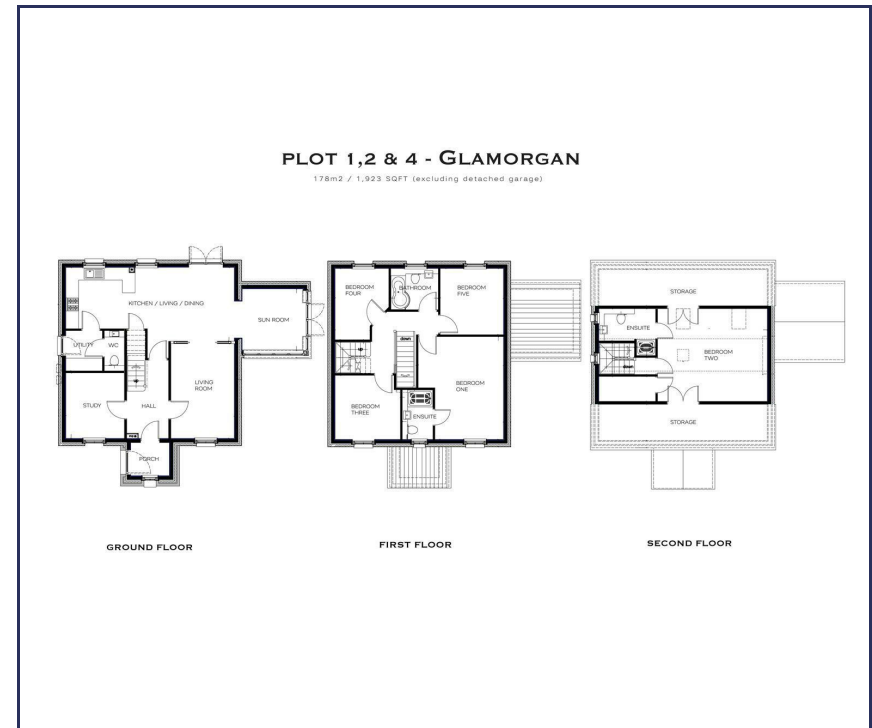 PLOT 1,2 & 4 - GLAMORGAN
178m2 / 1,923 SQFT (excluding detached garage)
KITCHEN / LIVING / DINING
SUN ROOM
UTILITY
WC
LIVING
ROOM
STUDY
HALL
PORCH
GROUND FLOOR
BEDROOM
FOUR
BATHROOM
BEDROOM
FIVE
down
BEDROOM
ONE
BEDROOM
THREE
ENSUITE
FIRST FLOOR
STORAGE
ENSUITE
BEDROOM
TWO
STORAGE
SECOND FLOOR